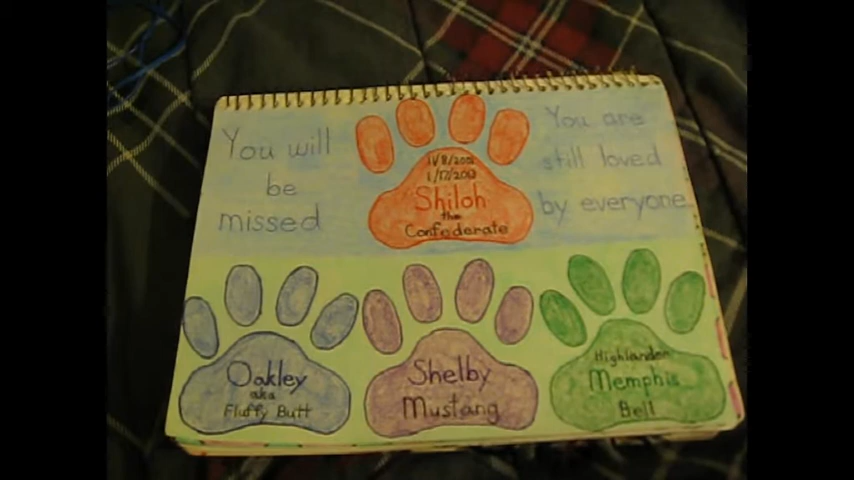 You will
be
missed
11/8/2001
1/17/2013
Shiloh
the
Confederate
You are
still loved
by everyone
Oakley
aka
Fluffy Butt
Shelby
Mustang
Highlander
Memphis
Bell